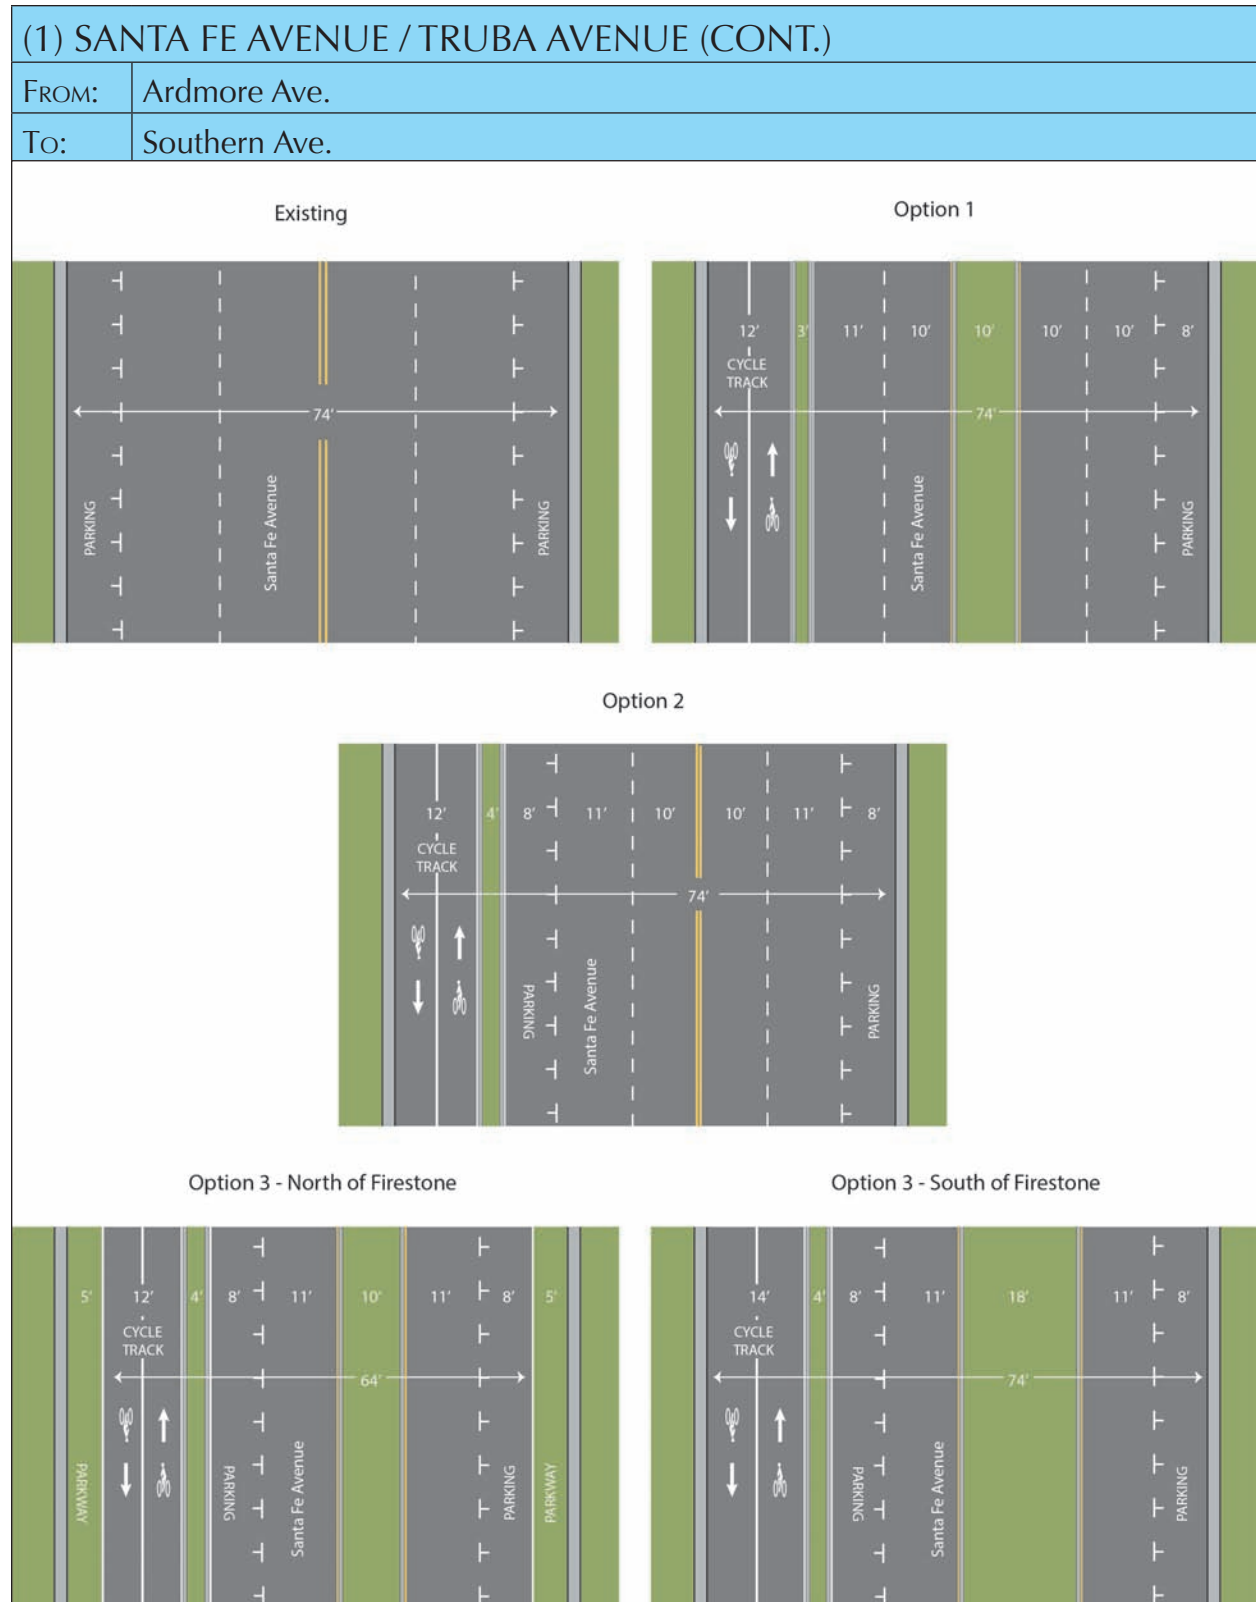 (1) SANTA FE AVENUE / TRUBA AVENUE (CONT.)
FROM: Ardmore Ave.
TO: Southern Ave.
Existing
74'
PARKING
Santa Fe Avenue
PARKING
Option 1
12' 3' 11' 10' 10' 10' 10' 8'
CYCLE
TRACK
74'
Santa Fe Avenue
PARKING
Option 2
12' 4' 8' 11' 10' 10' 11' 8'
CYCLE
TRACK
74'
PARKING
Santa Fe Avenue
PARKING
Option 3 - North of Firestone
5' 12' 4' 8' 11' 10' 11' 8' 5'
CYCLE
TRACK
64'
PARKWAY
PARKING
Santa Fe Avenue
PARKING
PARKWAY
Option 3 - South of Firestone
14' 4' 8' 11' 18' 11' 8'
CYCLE
TRACK
74'
PARKING
Santa Fe Avenue
PARKING